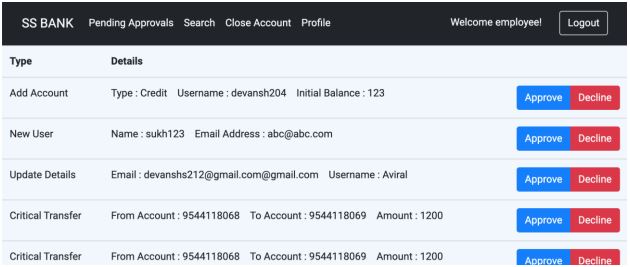 SS BANK Pending Approvals Search Close Account Profile Welcome employee! Logout
Type Details
Add Account Type : Credit Username : devansh204 Initial Balance : 123 Approve Decline
New User Name : sukh123 Email Address : abc@abc.com Approve Decline
Update Details Email : devanshs212@gmail.com@gmail.com Username : Aviral Approve Decline
Critical Transfer From Account : 9544118068 To Account : 9544118069 Amount : 1200 Approve Decline
Critical Transfer From Account : 9544118068 To Account : 9544118069 Amount : 1200 Approve Decline